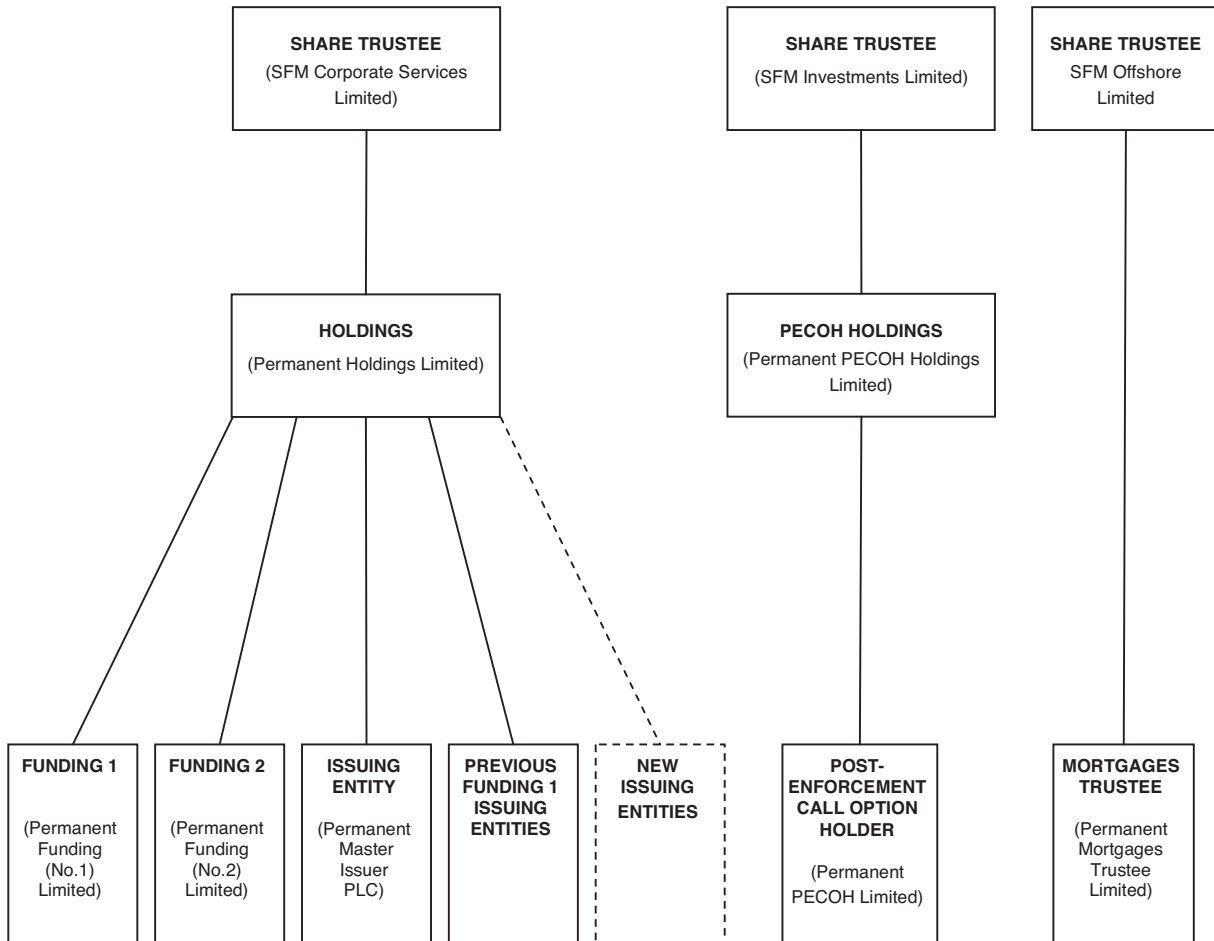 SHARE TRUSTEE
(SFM Corporate Services
Limited)
SHARE TRUSTEE
(SFM Investments Limited)
SHARE TRUSTEE
SFM Offshore
Limited
HOLDINGS
(Permanent Holdings Limited)
PECOH HOLDINGS
(Permanent PECOH Holdings
Limited)
FUNDING 1
(Permanent
Funding
(No.1)
Limited)
FUNDING 2
(Permanent
Funding
(No.2)
Limited)
ISSUING
ENTITY
(Permanent
Master
Issuer
PLC)
PREVIOUS
FUNDING 1
ISSUING
ENTITIES
NEW
ISSUING
ENTITIES
POST-
ENFORCEMENT
CALL OPTION
HOLDER
(Permanent
PECOH Limited)
MORTGAGES
TRUSTEE
(Permanent
Mortgages
Trustee
Limited)